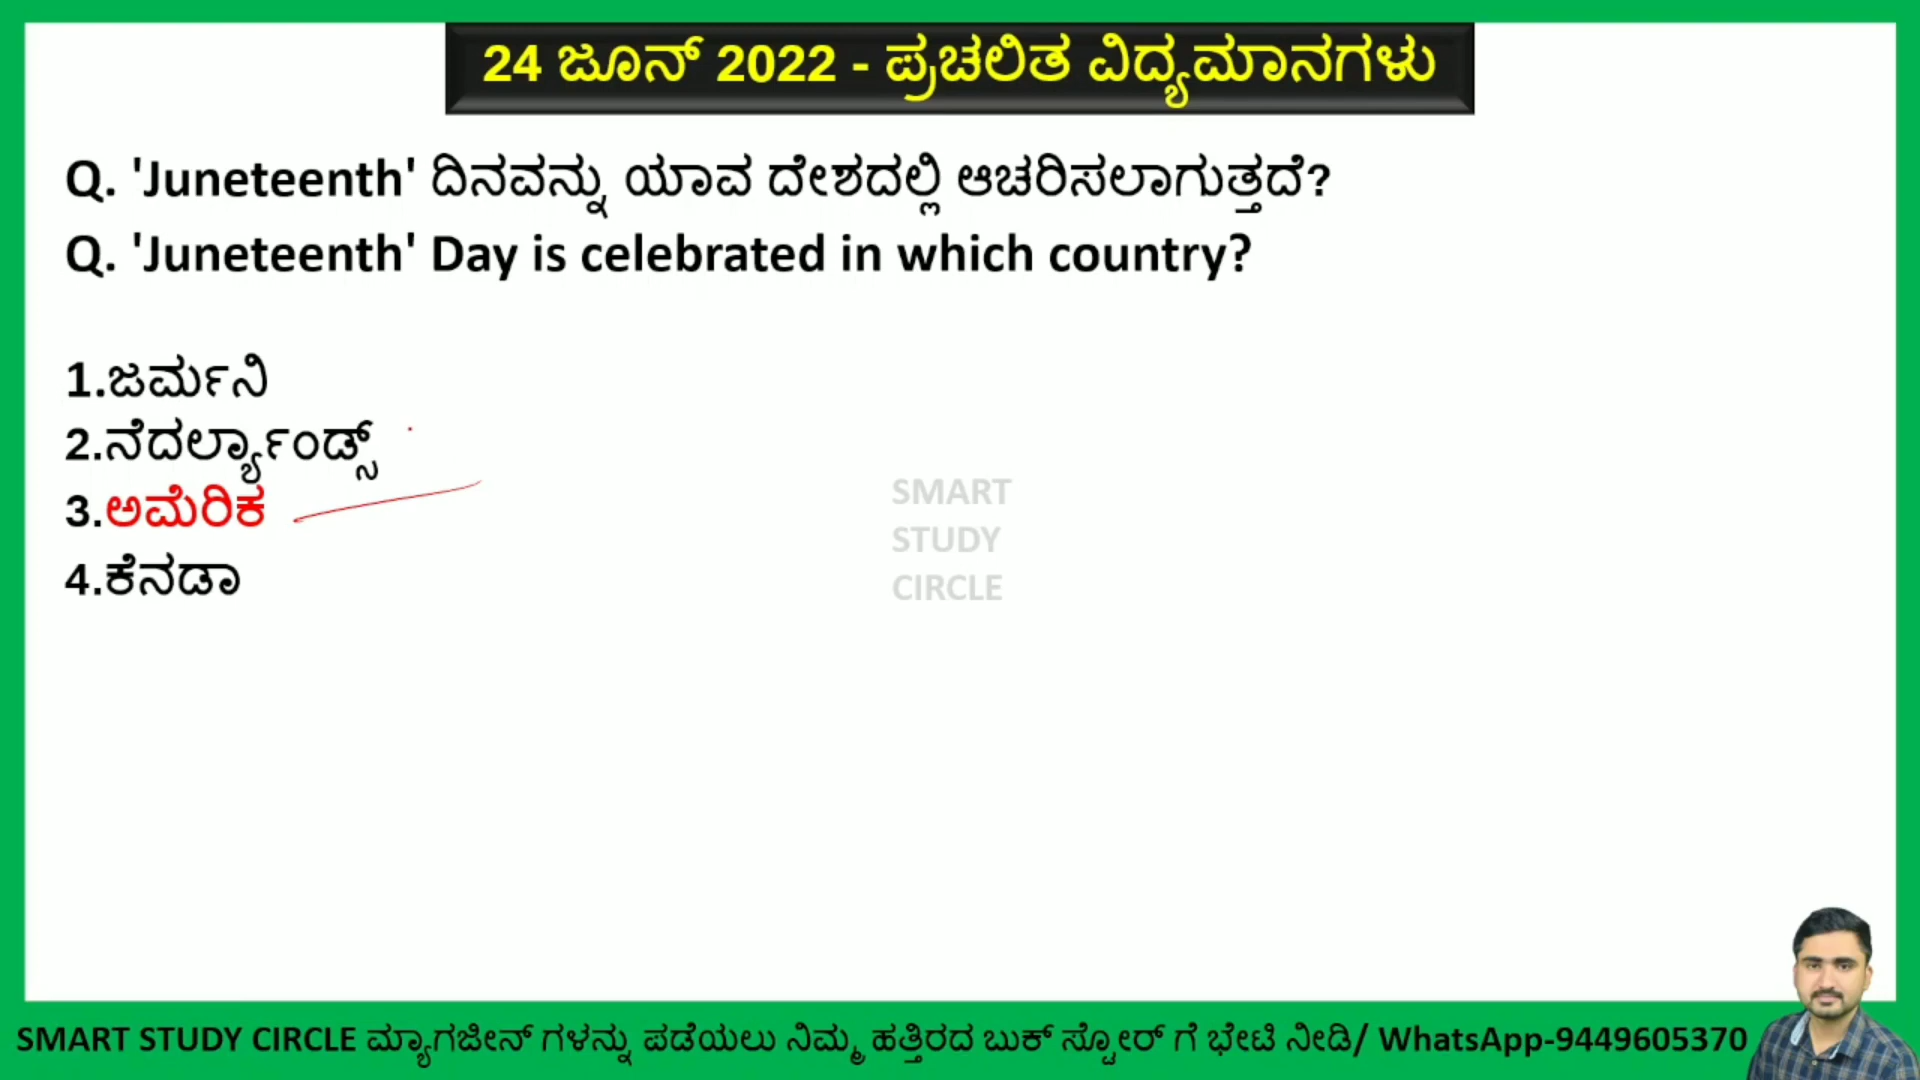 24 ಜೂನ್ 2022 - ಪ್ರಚಲಿತ ವಿದ್ಯಮಾನಗಳು
Q. 'Juneteenth' ದಿನವನ್ನು ಯಾವ ದೇಶದಲ್ಲಿ ಆಚರಿಸಲಾಗುತ್ತದೆ?
Q. 'Juneteenth' Day is celebrated in which country?
1.ಜರ್ಮನಿ
2.ನೆದರ್ಲ್ಯಾಂಡ್ಸ್
3.ಅಮೆರಿಕ
4.ಕೆನಡಾ
SMART
STUDY
CIRCLE
SMART STUDY CIRCLE ಮ್ಯಾಗಜೀನ್ ಗಳನ್ನು ಪಡೆಯಲು ನಿಮ್ಮ ಹತ್ತಿರದ ಬುಕ್ ಸ್ಟೋರ್ ಗೆ ಭೇಟಿ ನೀಡಿ/ WhatsApp-9449605370